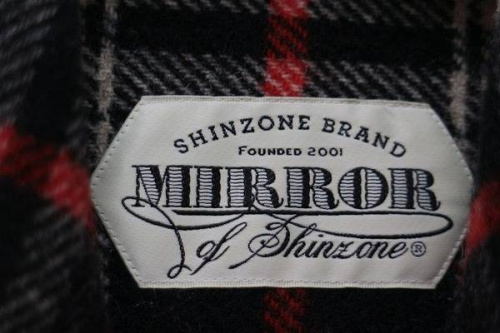 SHINZONE BRAND
FOUNDED 2001
MIRROR
of Shinzone®